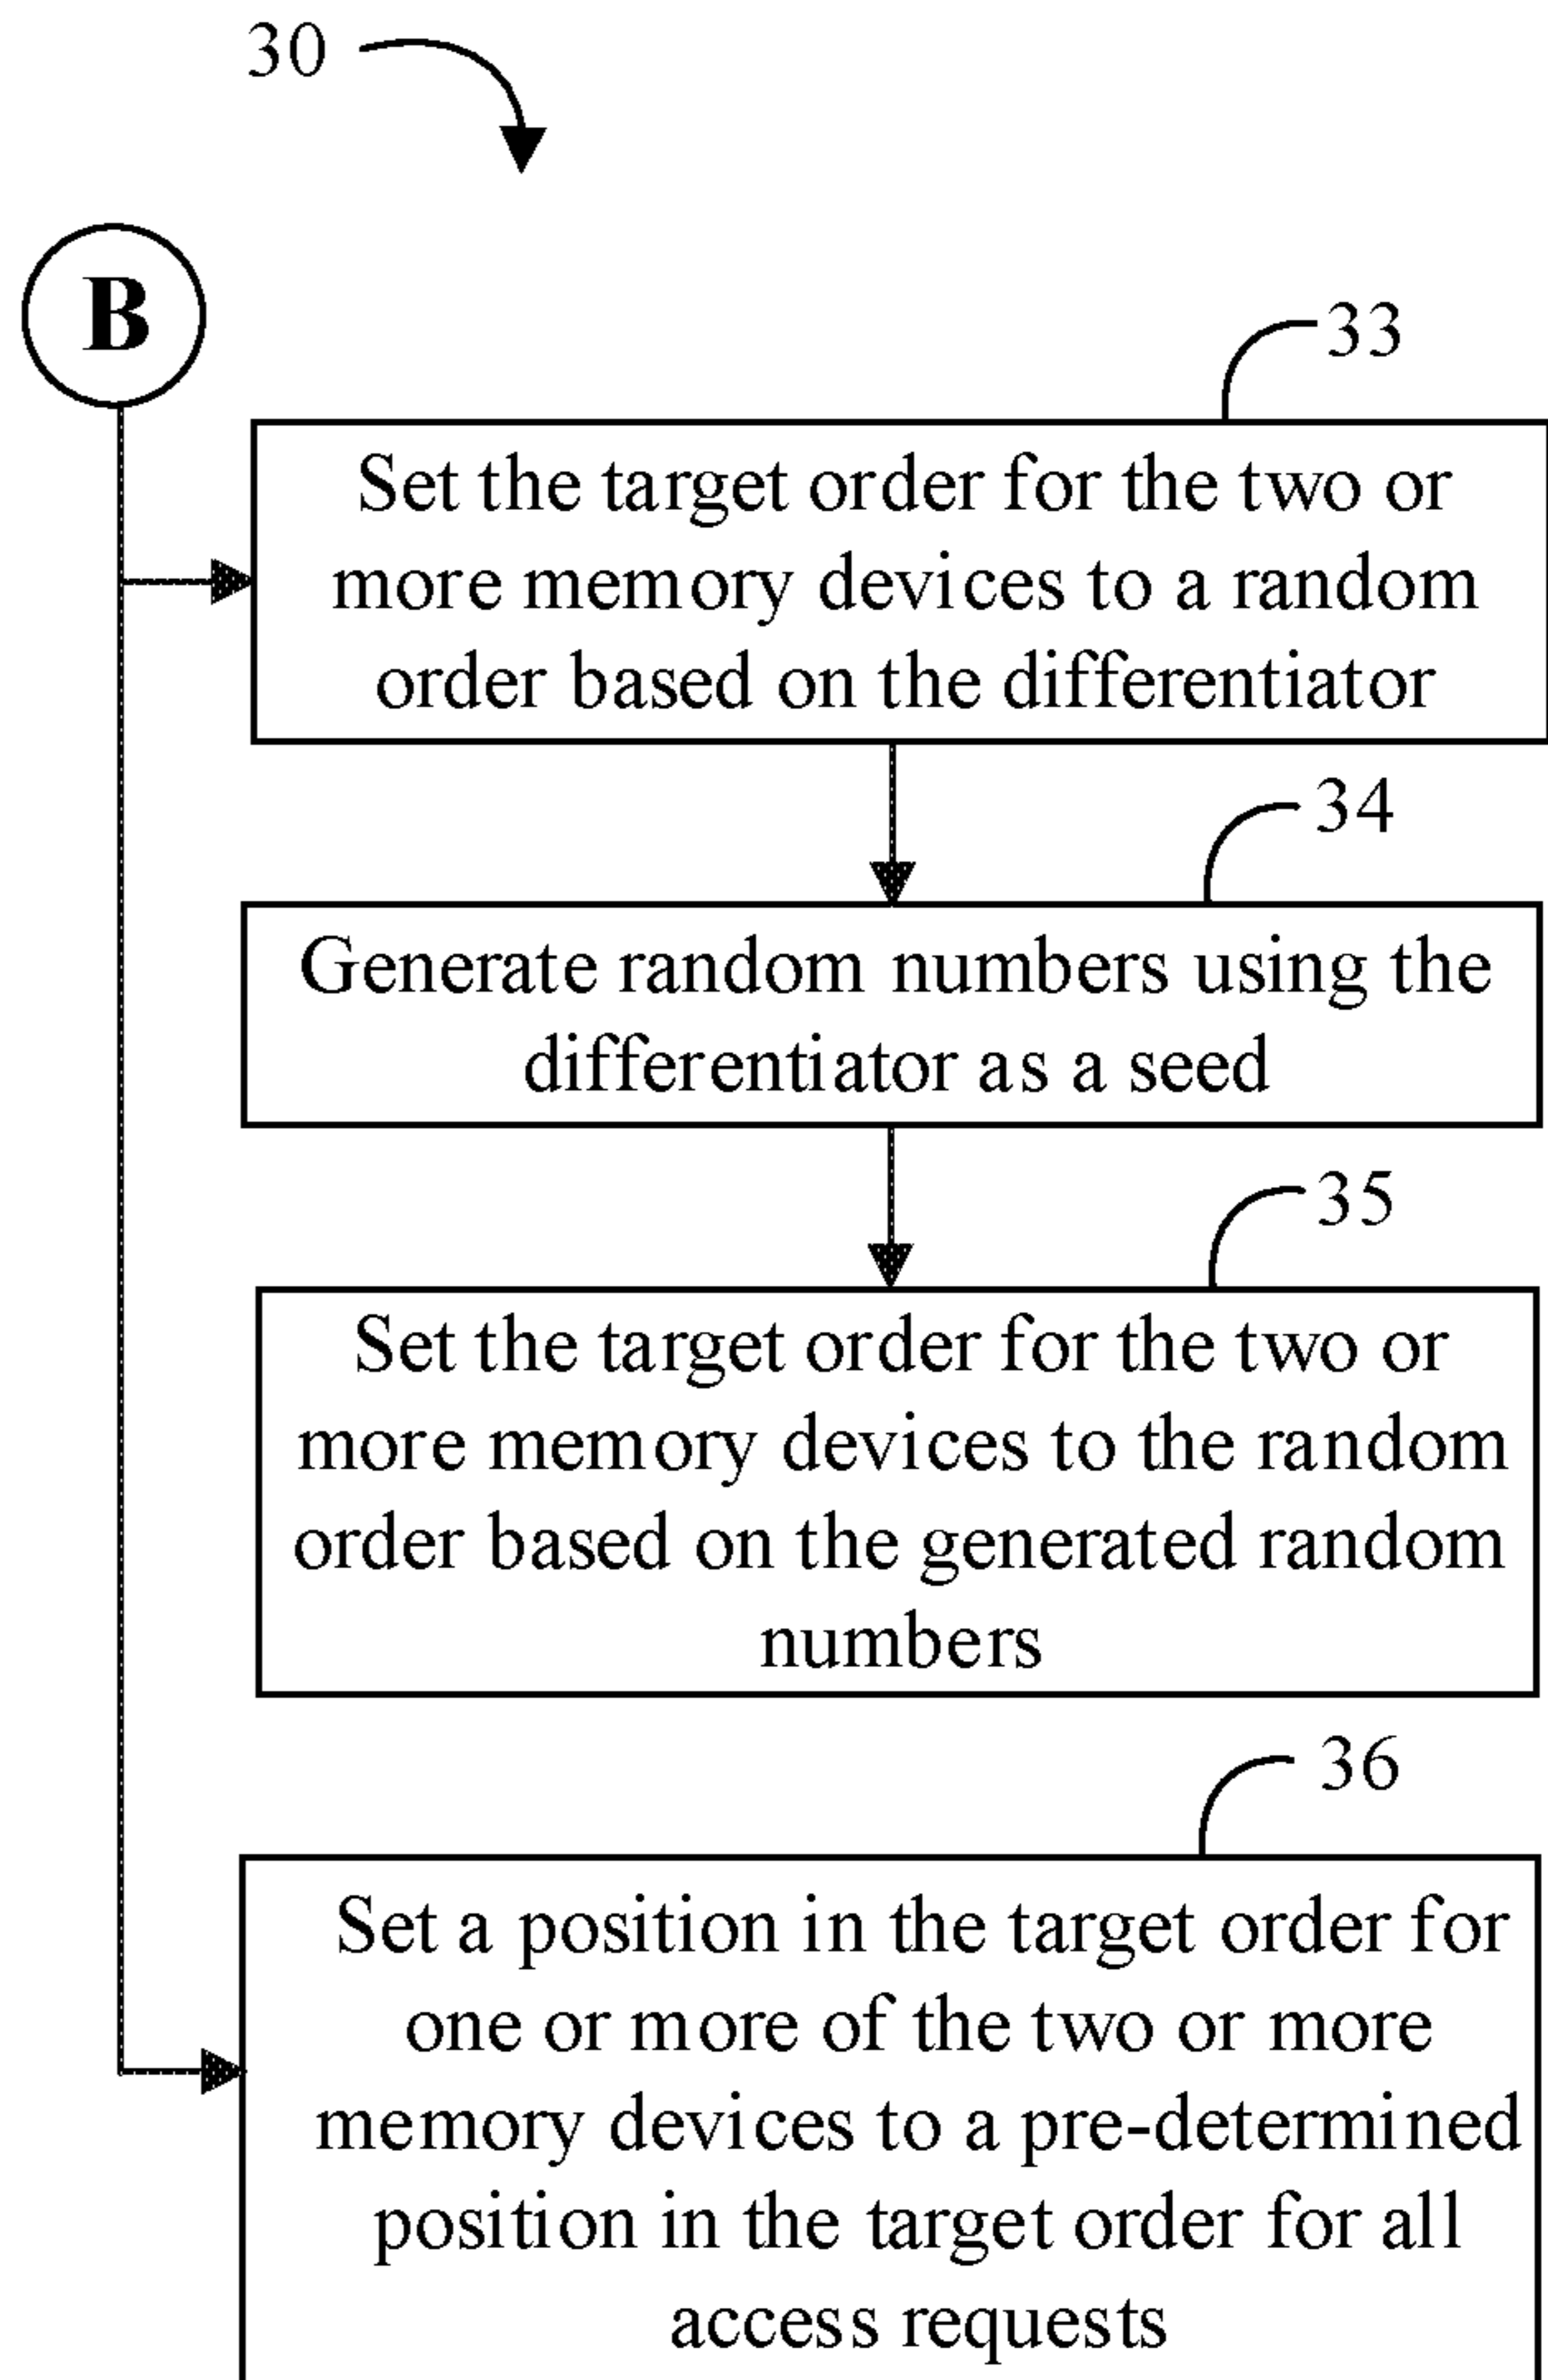 30
B
33
Set the target order for the two or
more memory devices to a random
order based on the differentiator
34
Generate random numbers using the
differentiator as a seed
35
Set the target order for the two or
more memory devices to the random
order based on the generated random
numbers
36
Set a position in the target order for
one or more of the two or more
memory devices to a pre-determined
position in the target order for all
access requests